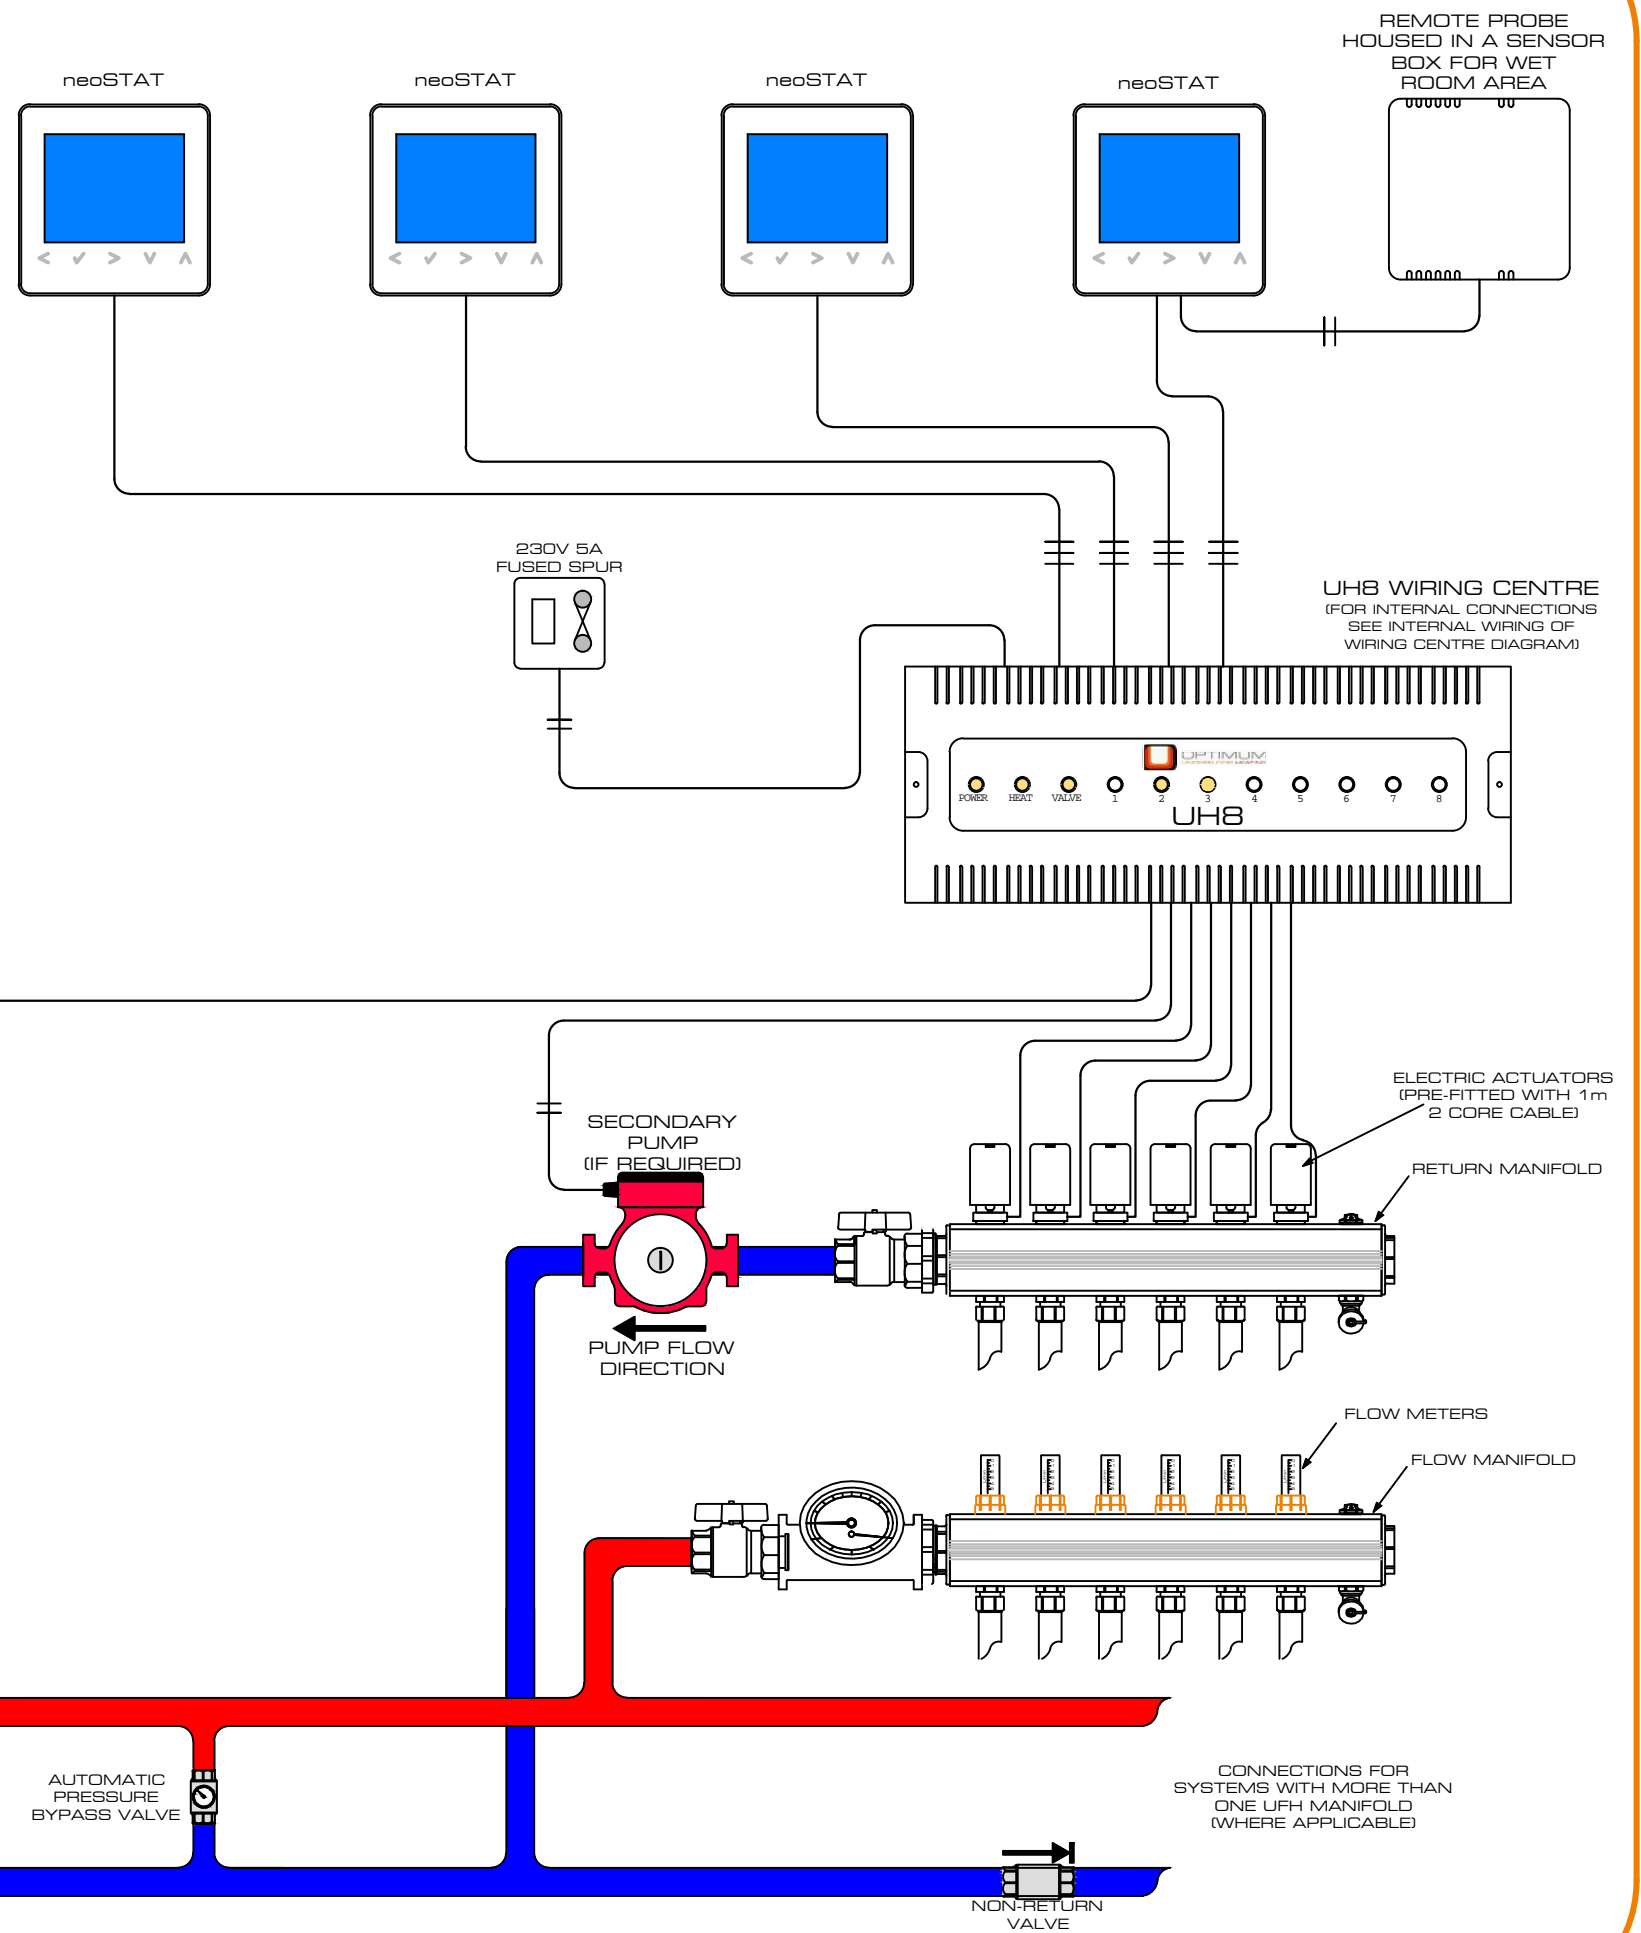 REMOTE PROBE
HOUSED IN A SENSOR
BOX FOR WET
ROOM AREA
neoSTAT
neoSTAT
neoSTAT
neoSTAT
230V 5A
FUSED SPUR
UH8 WIRING CENTRE
(FOR INTERNAL CONNECTIONS
SEE INTERNAL WIRING OF
WIRING CENTRE DIAGRAM)
OPTIMUM
POWER HEAT VALVE 1 2 3 4 5 6 7 8
UH8
ELECTRIC ACTUATORS
(PRE-FITTED WITH 1m
2 CORE CABLE)
SECONDARY
PUMP
(IF REQUIRED)
RETURN MANIFOLD
PUMP FLOW
DIRECTION
FLOW METERS
FLOW MANIFOLD
AUTOMATIC
PRESSURE
BYPASS VALVE
CONNECTIONS FOR
SYSTEMS WITH MORE THAN
ONE UFH MANIFOLD
(WHERE APPLICABLE)
NON-RETURN
VALVE